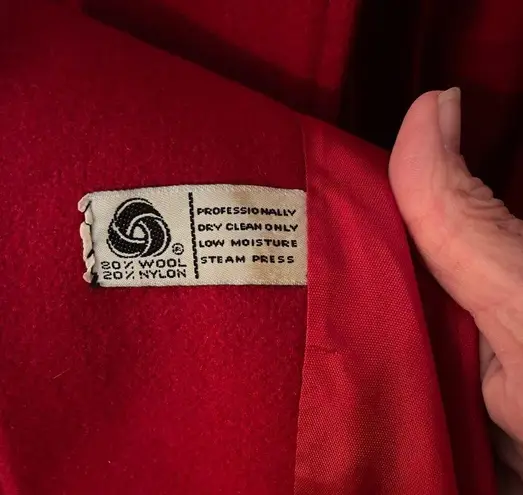 ®
80% WOOL
20% NYLON
PROFESSIONALLY
DRY CLEAN ONLY
LOW MOISTURE
STEAM PRESS